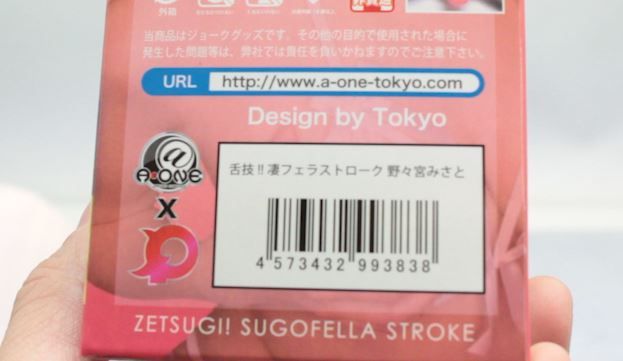 外箱
当商品はジョークグッズです。その他の目的で使用された場合に
発生した問題等は、弊社では責任を負いかねますのでご注意下さい。
URL http://www.a-one-tokyo.com
Design by Tokyo
舌技!!凄フェラストローク 野々宮みさと
4 573432 993838
@
A-ONE
X
ZETSUGI! SUGOFELLA STROKE